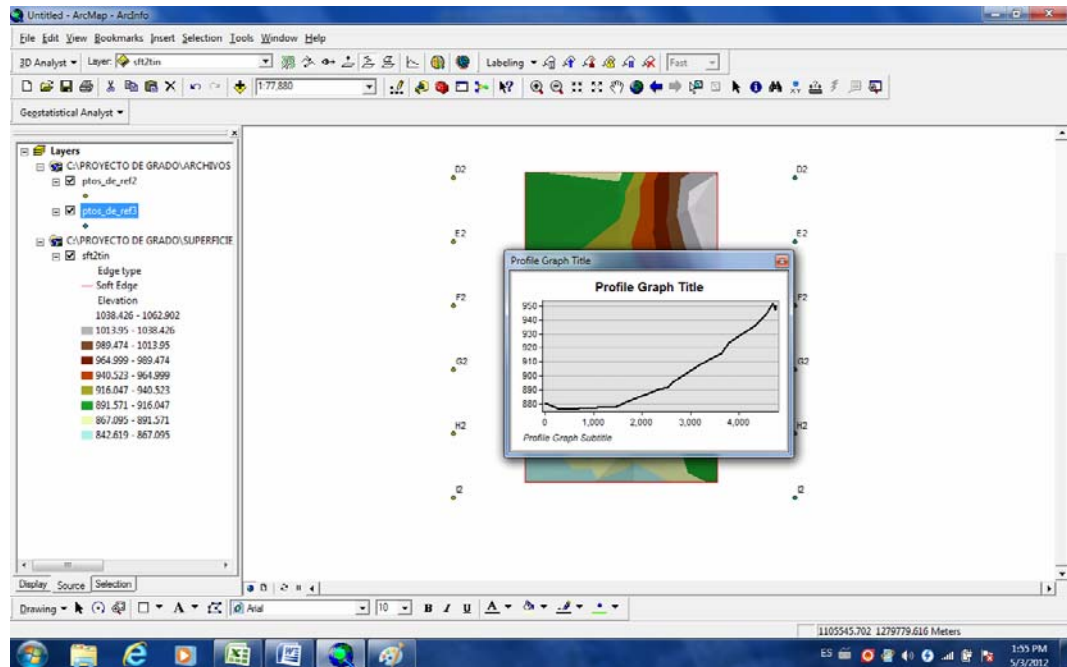 Untitled - ArcMap - ArcInfo
File Edit View Bookmarks Insert Selection Tools Window Help
3D Analyst Layer: sft2tin Labeling Fast
1:77,880
Geostatistical Analyst
Layers
C:\PROYECTO DE GRADO\ARCHIVOS
ptos_de_ref2
ptos_de_ref3
C:\PROYECTO DE GRADO\SUPERFICIE
sft2tin
Edge type
Soft Edge
Elevation
1038.426 - 1062.902
1013.95 - 1038.426
989.474 - 1013.95
964.999 - 989.474
940.523 - 964.999
916.047 - 940.523
891.571 - 916.047
867.095 - 891.571
842.619 - 867.095
D2 D2
E2 E2
F2 F2
G2 G2
H2 H2
I2 I2
Profile Graph Title
Profile Graph Title
950
940
930
920
910
900
890
880
0 1,000 2,000 3,000 4,000
Profile Graph Subtitle
Display Source Selection
Drawing A Arial 10 B I U A
1105545.702 1279779.616 Meters
ES 1:55 PM
5/3/2012